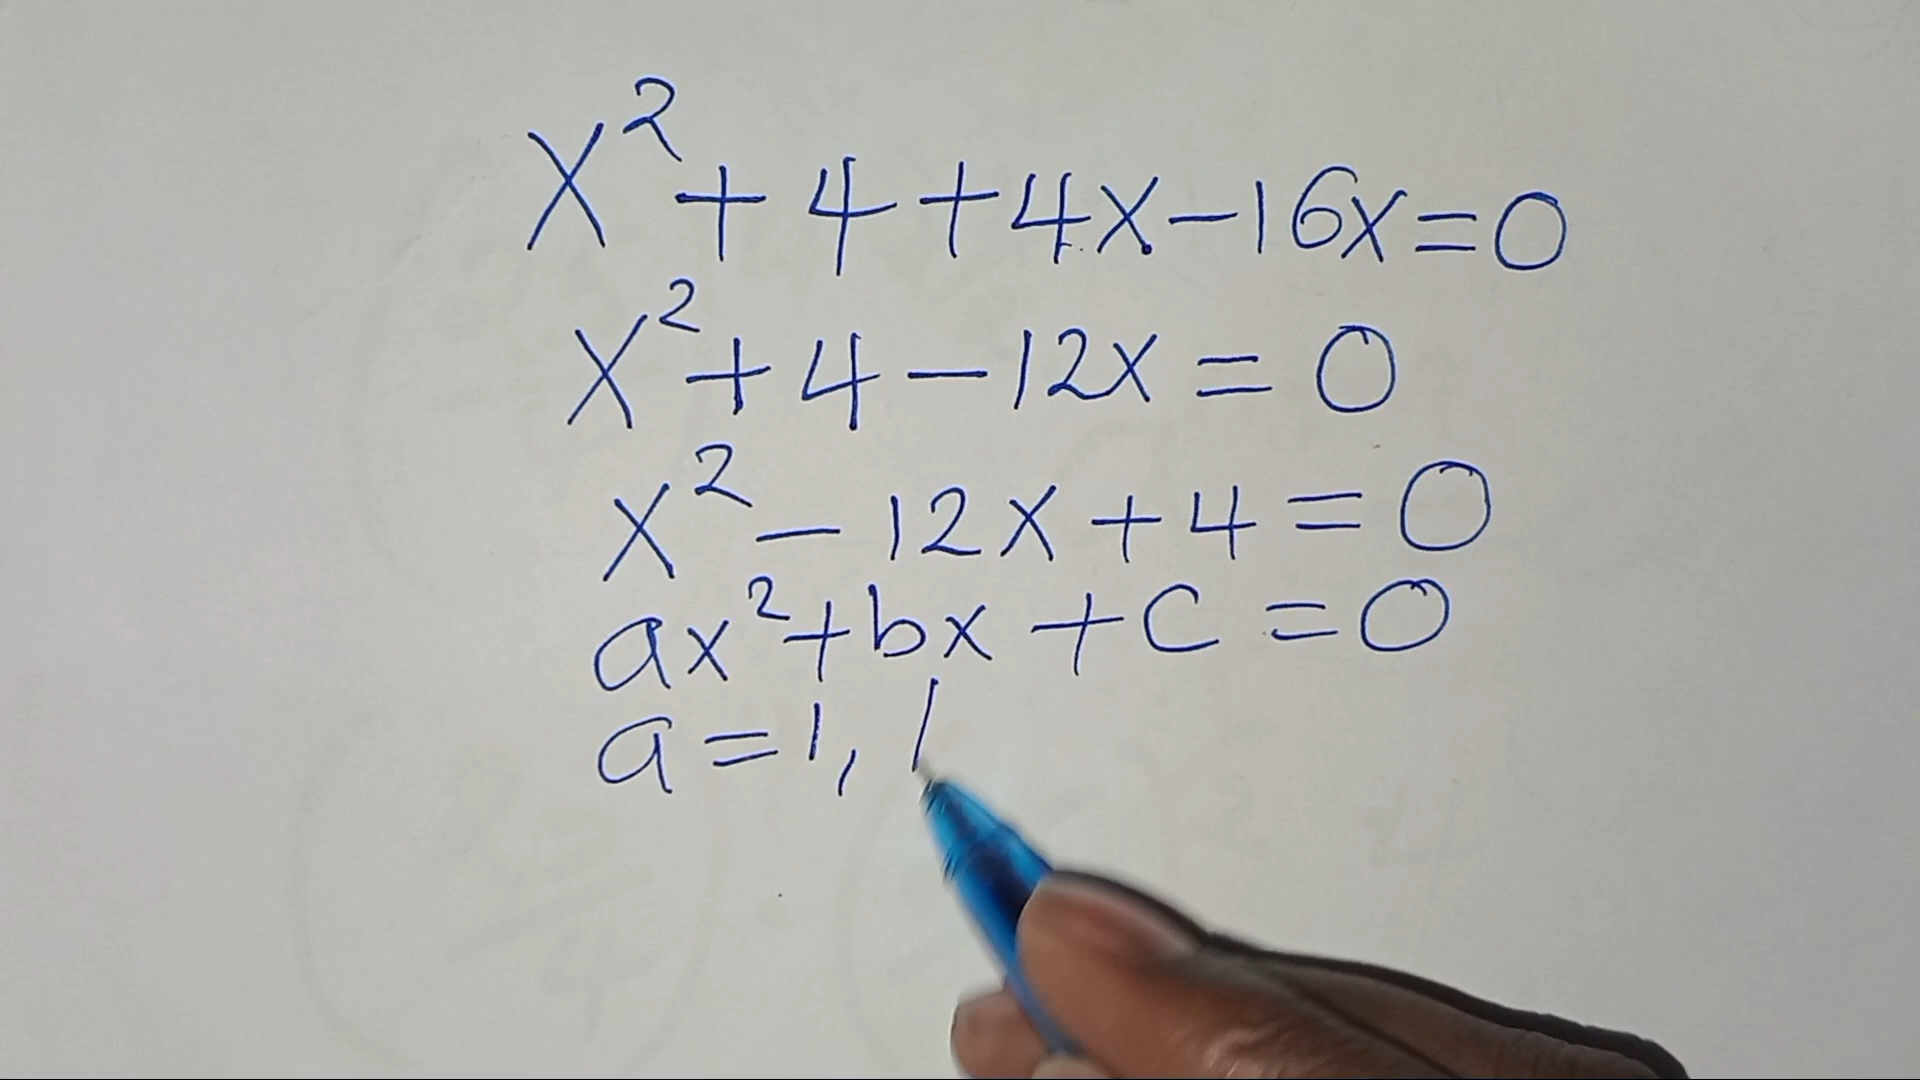 x² + 4 + 4x - 16x = 0
x² + 4 - 12x = 0
x² - 12x + 4 = 0
ax² + bx + c = 0
a = 1,